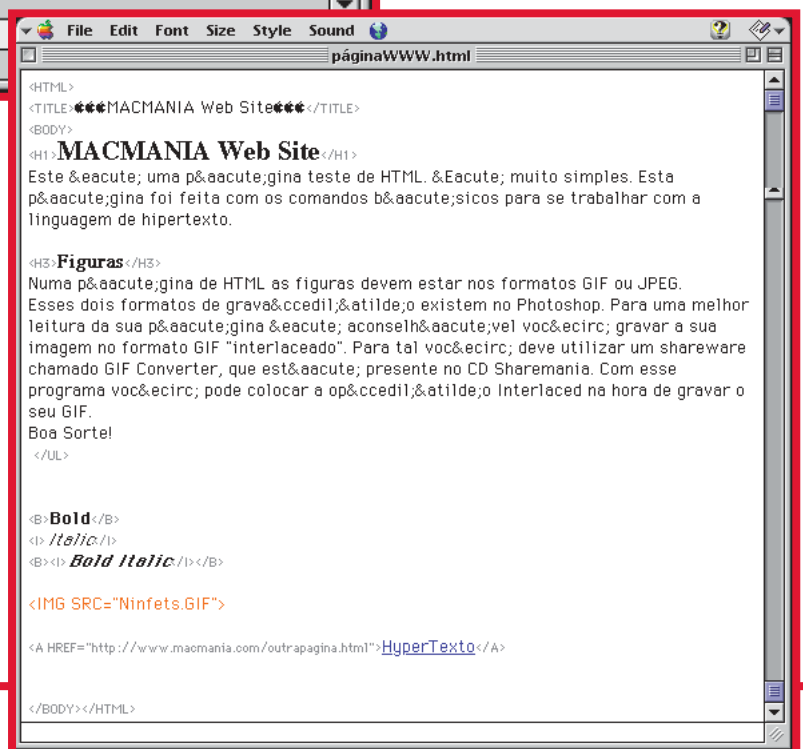 File Edit Font Size Style Sound
páginaWWW.html
<HTML>
<TITLE>MACMANIA Web Site</TITLE>
<BODY>
<H1>MACMANIA Web Site</H1>
Este &eacute; uma p&aacute;gina teste de HTML. &Eacute; muito simples. Esta
p&aacute;gina foi feita com os comandos b&aacute;sicos para se trabalhar com a
linguagem de hipertexto.
<H3>Figuras</H3>
Numa p&aacute;gina de HTML as figuras devem estar nos formatos GIF ou JPEG.
Esses dois formatos de grava&ccedil;&atilde;o existem no Photoshop. Para uma melhor
leitura da sua p&aacute;gina &eacute; aconselh&aacute;vel voc&ecirc; gravar a sua
imagem no formato GIF "interlaceado". Para tal voc&ecirc; deve utilizar um shareware
chamado GIF Converter, que est&aacute; presente no CD Sharemania. Com esse
programa voc&ecirc; pode colocar a op&ccedil;&atilde;o Interlaced na hora de gravar o
seu GIF.
Boa Sorte!
</UL>
<B>Bold</B>
<I>Italic</I>
<B><I>Bold Italic</I></B>
<IMG SRC="Ninfets.GIF">
<A HREF="http://www.macmania.com/outrapagina.html">HyperTexto</A>
</BODY></HTML>